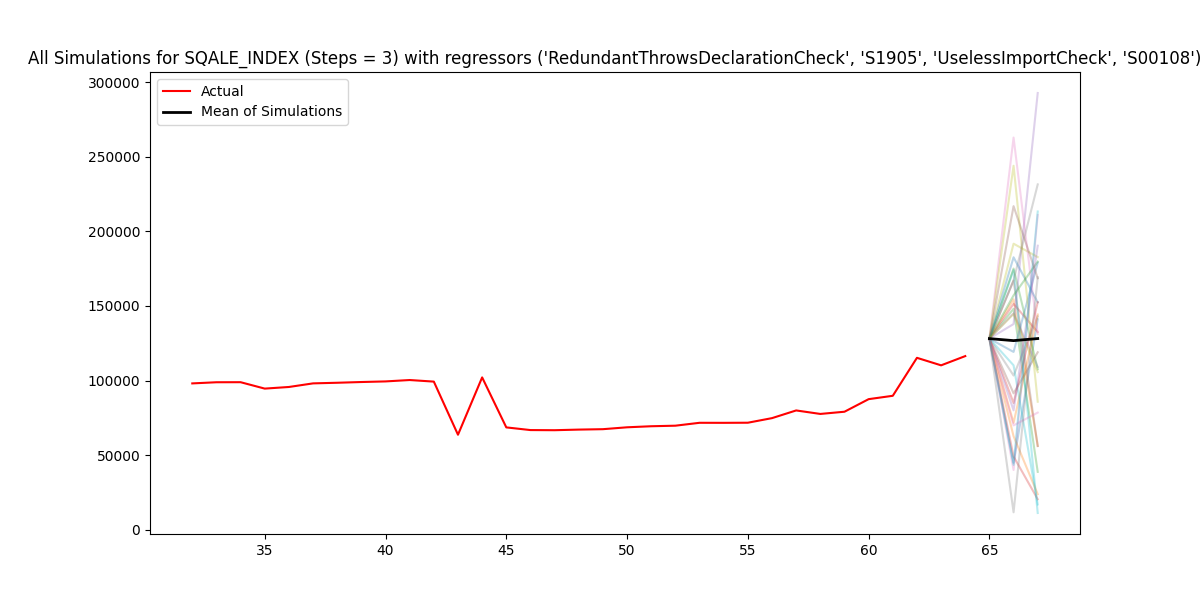 All Simulations for SQALE_INDEX (Steps = 3) with regressors ('RedundantThrowsDeclarationCheck', 'S1905', 'UselessImportCheck', 'S00108')
Actual
Mean of Simulations
300000
250000
200000
150000
100000
50000
0
35 40 45 50 55 60 65